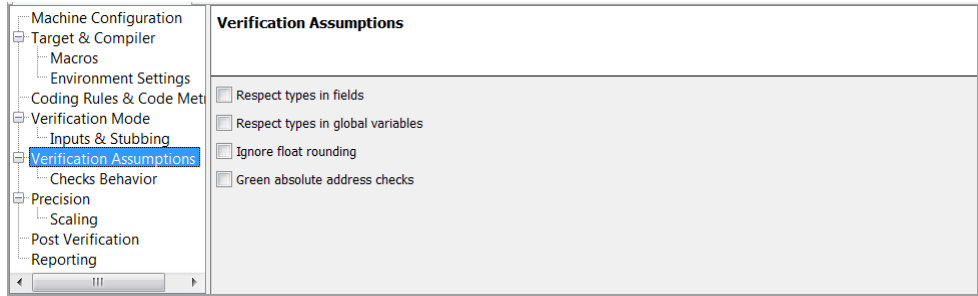 Machine Configuration
Target & Compiler
Macros
Environment Settings
Coding Rules & Code Metr
Verification Mode
Inputs & Stubbing
Verification Assumptions
Checks Behavior
Precision
Scaling
Post Verification
Reporting
Verification Assumptions
Respect types in fields
Respect types in global variables
Ignore float rounding
Green absolute address checks